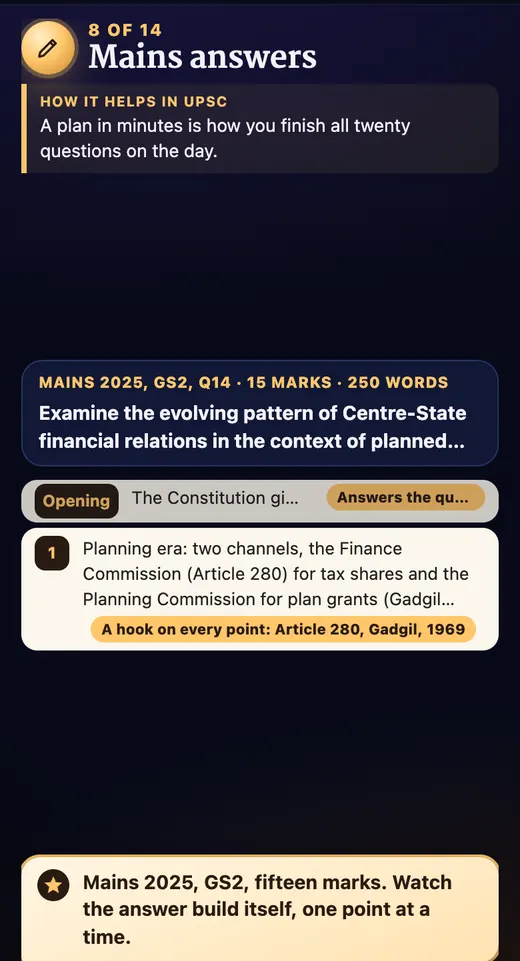 8 OF 14
Mains answers
HOW IT HELPS IN UPSC
A plan in minutes is how you finish all twenty
questions on the day.
MAINS 2025, GS2, Q14 · 15 MARKS · 250 WORDS
Examine the evolving pattern of Centre-State
financial relations in the context of planned...
Opening The Constitution gi... Answers the qu...
1 Planning era: two channels, the Finance
Commission (Article 280) for tax shares and the
Planning Commission for plan grants (Gadgil...
A hook on every point: Article 280, Gadgil, 1969
Mains 2025, GS2, fifteen marks. Watch
the answer build itself, one point at a
time.